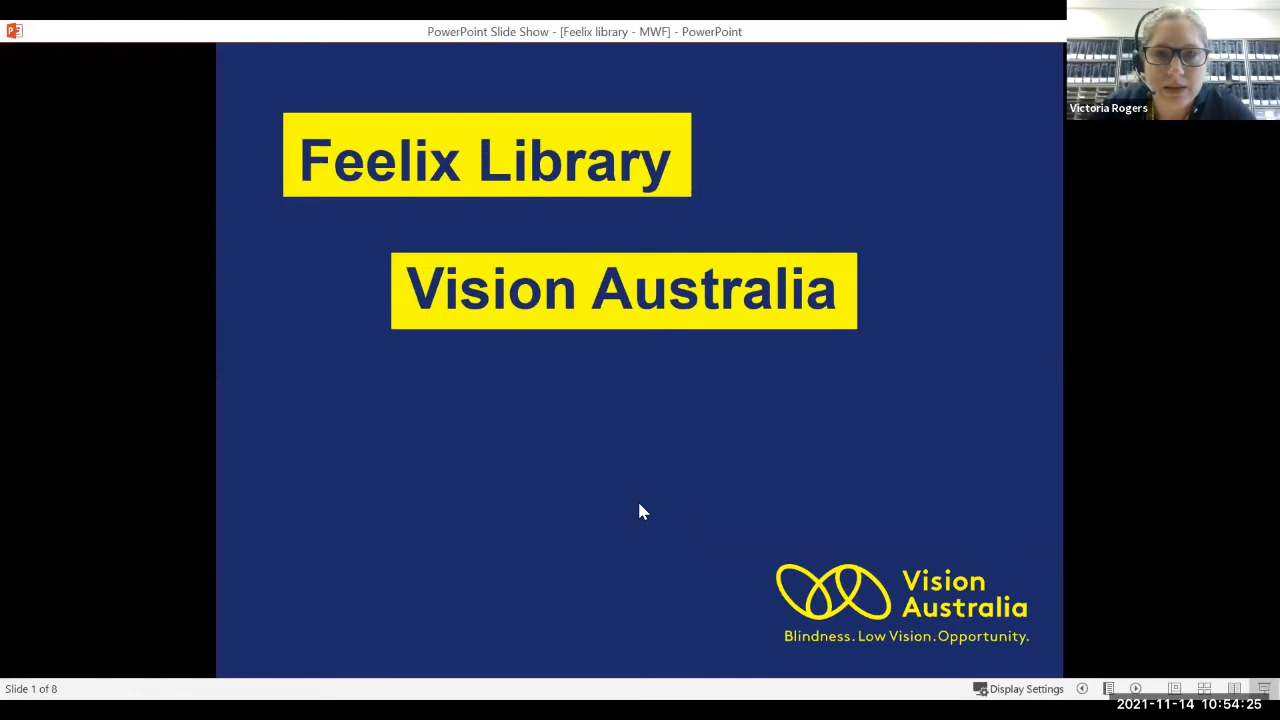 PowerPoint Slide Show - [Feelix library - MWF] - PowerPoint
Victoria Rogers
Feelix Library
Vision Australia
Vision
Australia
Blindness. Low Vision. Opportunity.
Slide 1 of 8
Display Settings
2021-11-14 10:54:25